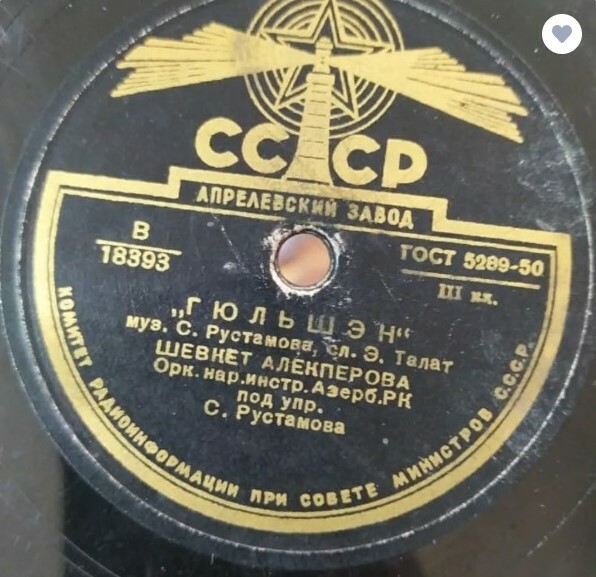 СССР
АПРЕЛЕВСКИЙ ЗАВОД
В
18393
ГОСТ 5289-50
III кл.
„ГЮЛЬШЭН“
муз. С. Рустамова, сл. Э. Талат
ШЕВКЕТ АЛЕКПЕРОВА
Орк. нар. инстр. Азерб. РК
под упр.
С. Рустамова
КОМИТЕТ РАДИОИНФОРМАЦИИ ПРИ СОВЕТЕ МИНИСТРОВ С.С.С.Р.